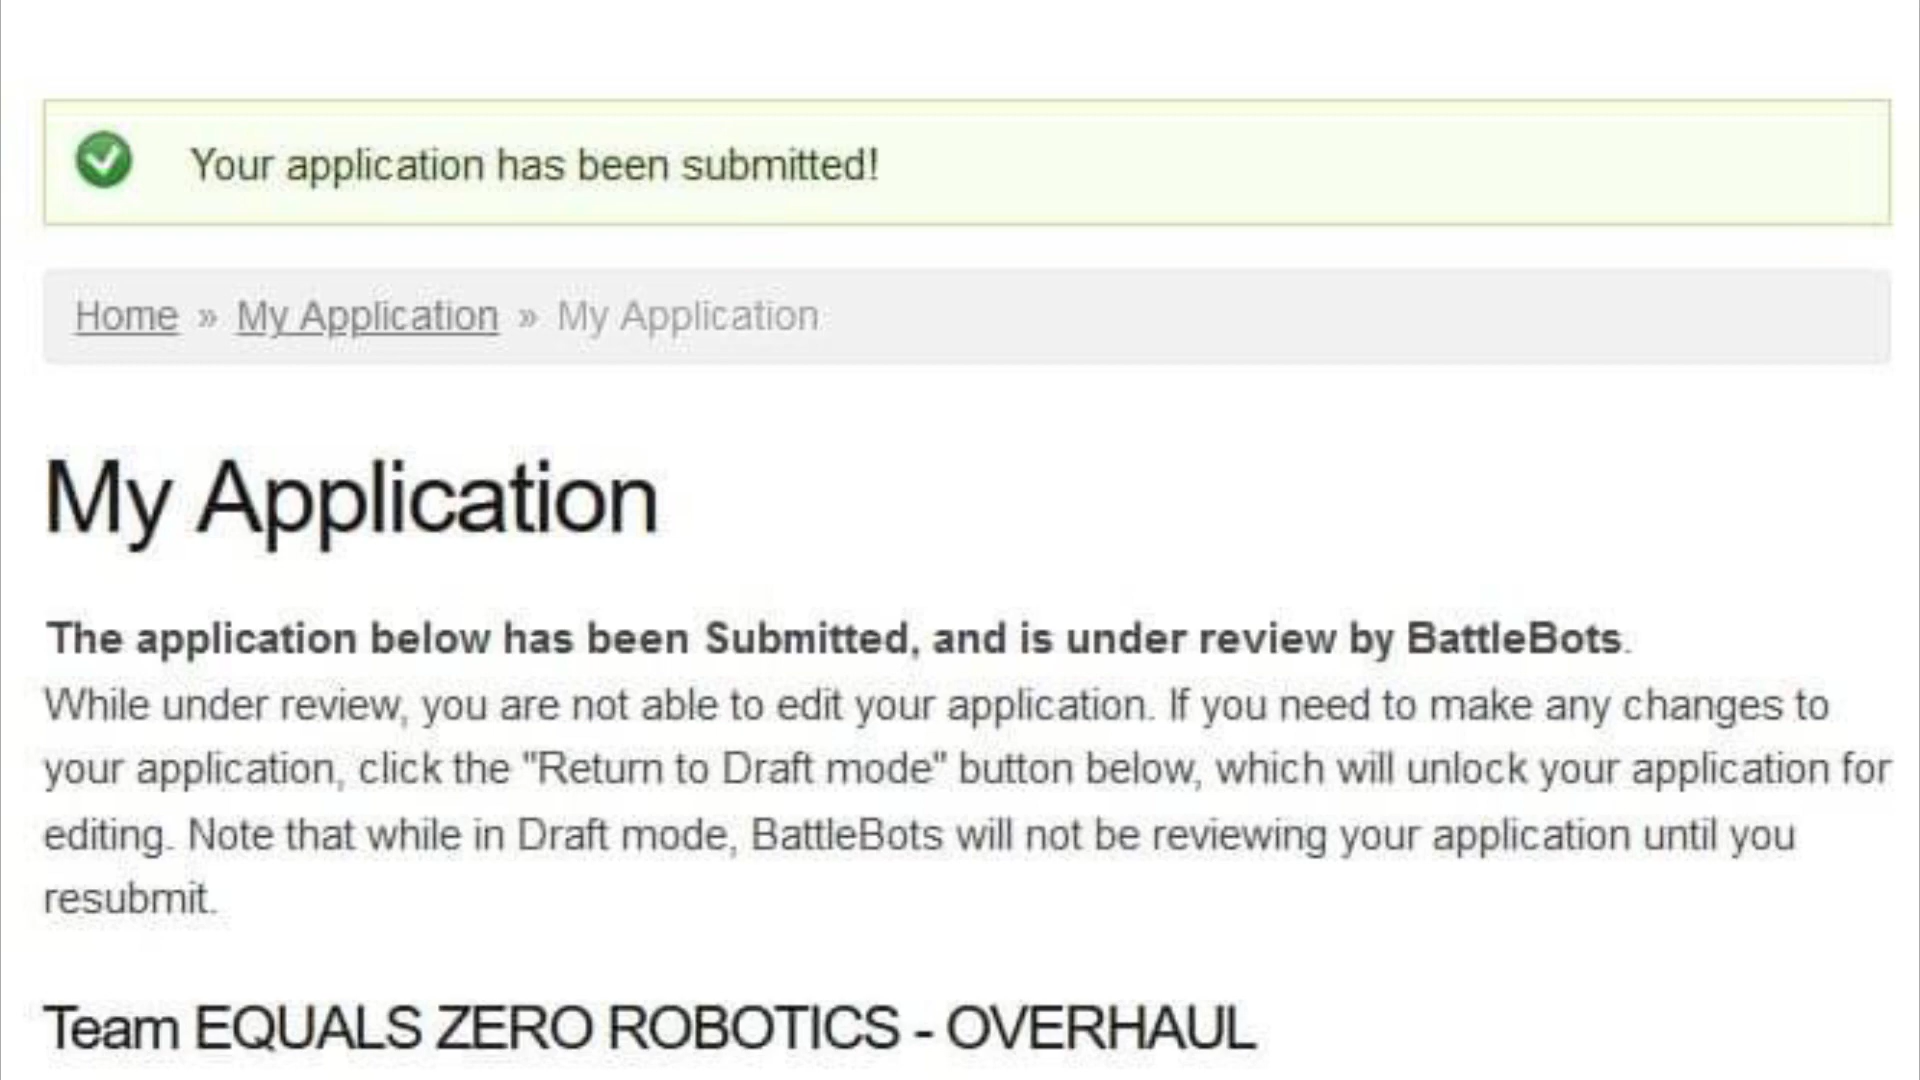 Your application has been submitted!
Home » My Application » My Application
My Application
The application below has been Submitted, and is under review by BattleBots.
While under review, you are not able to edit your application. If you need to make any changes to
your application, click the "Return to Draft mode" button below, which will unlock your application for
editing. Note that while in Draft mode, BattleBots will not be reviewing your application until you
resubmit.
Team EQUALS ZERO ROBOTICS - OVERHAUL